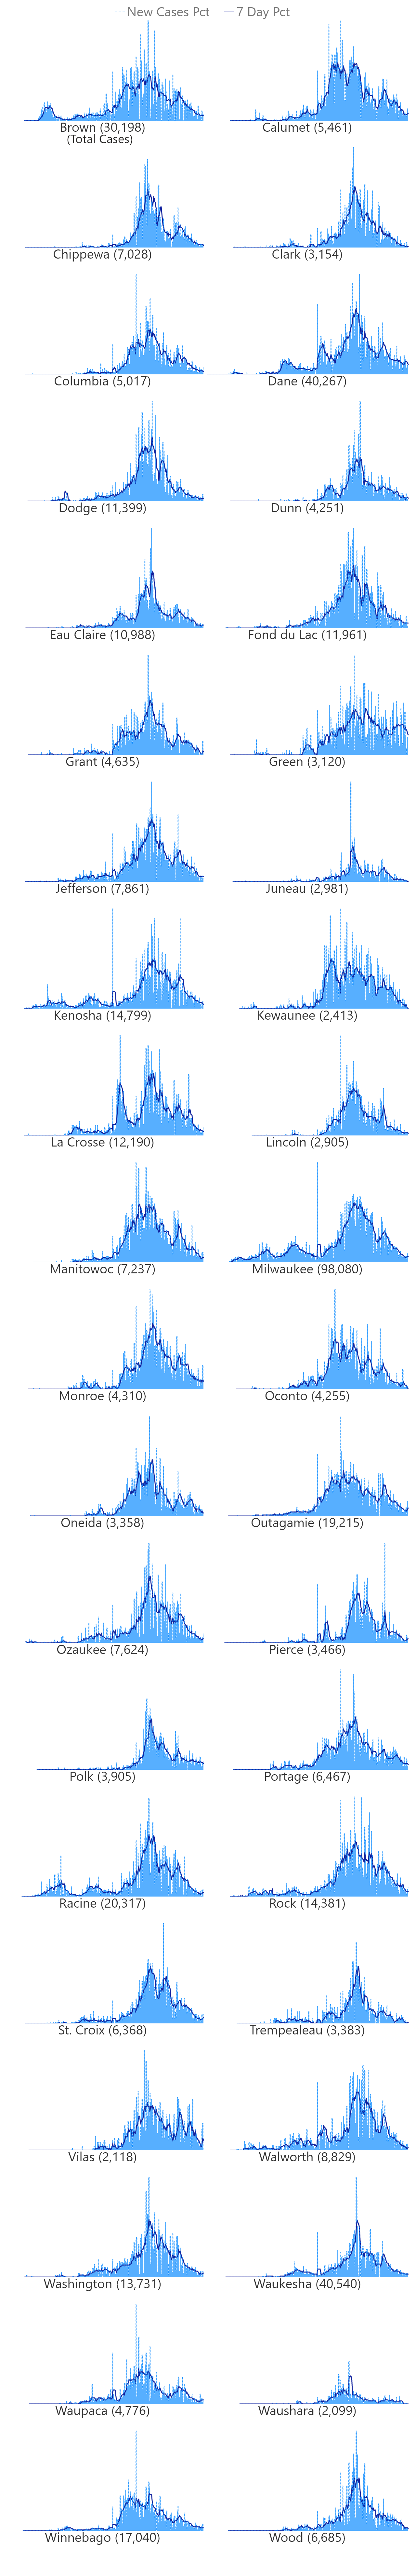 New Cases Pct 7 Day Pct
Brown (30,198)
(Total Cases)
Calumet (5,461)
Chippewa (7,028)
Clark (3,154)
Columbia (5,017)
Dane (40,267)
Dodge (11,399)
Dunn (4,251)
Eau Claire (10,988)
Fond du Lac (11,961)
Grant (4,635)
Green (3,120)
Jefferson (7,861)
Juneau (2,981)
Kenosha (14,799)
Kewaunee (2,413)
La Crosse (12,190)
Lincoln (2,905)
Manitowoc (7,237)
Milwaukee (98,080)
Monroe (4,310)
Oconto (4,255)
Oneida (3,358)
Outagamie (19,215)
Ozaukee (7,624)
Pierce (3,466)
Polk (3,905)
Portage (6,467)
Racine (20,317)
Rock (14,381)
St. Croix (6,368)
Trempealeau (3,383)
Vilas (2,118)
Walworth (8,829)
Washington (13,731)
Waukesha (40,540)
Waupaca (4,776)
Waushara (2,099)
Winnebago (17,040)
Wood (6,685)